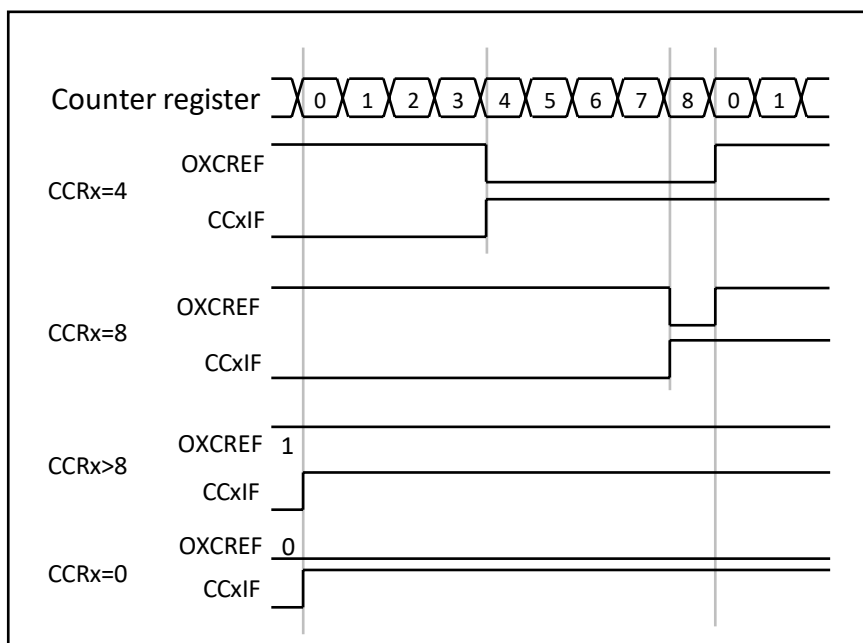 Counter register 0 1 2 3 4 5 6 7 8 0 1
OXCREF
CCRx=4
CCxIF
OXCREF
CCRx=8
CCxIF
OXCREF 1
CCRx>8
CCxIF
OXCREF 0
CCRx=0
CCxIF